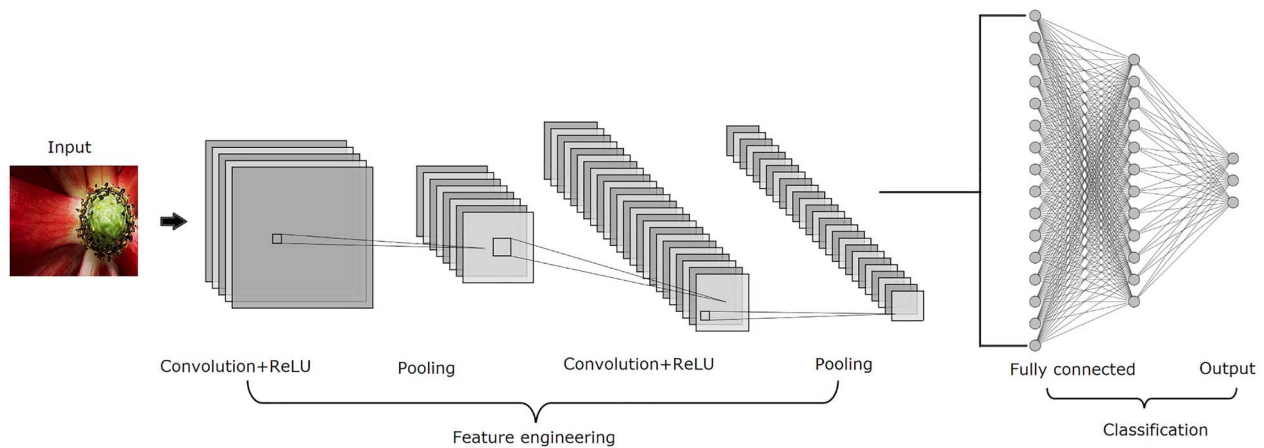 Input
Convolution+ReLU
Pooling
Convolution+ReLU
Pooling
Fully connected
Output
Feature engineering
Classification